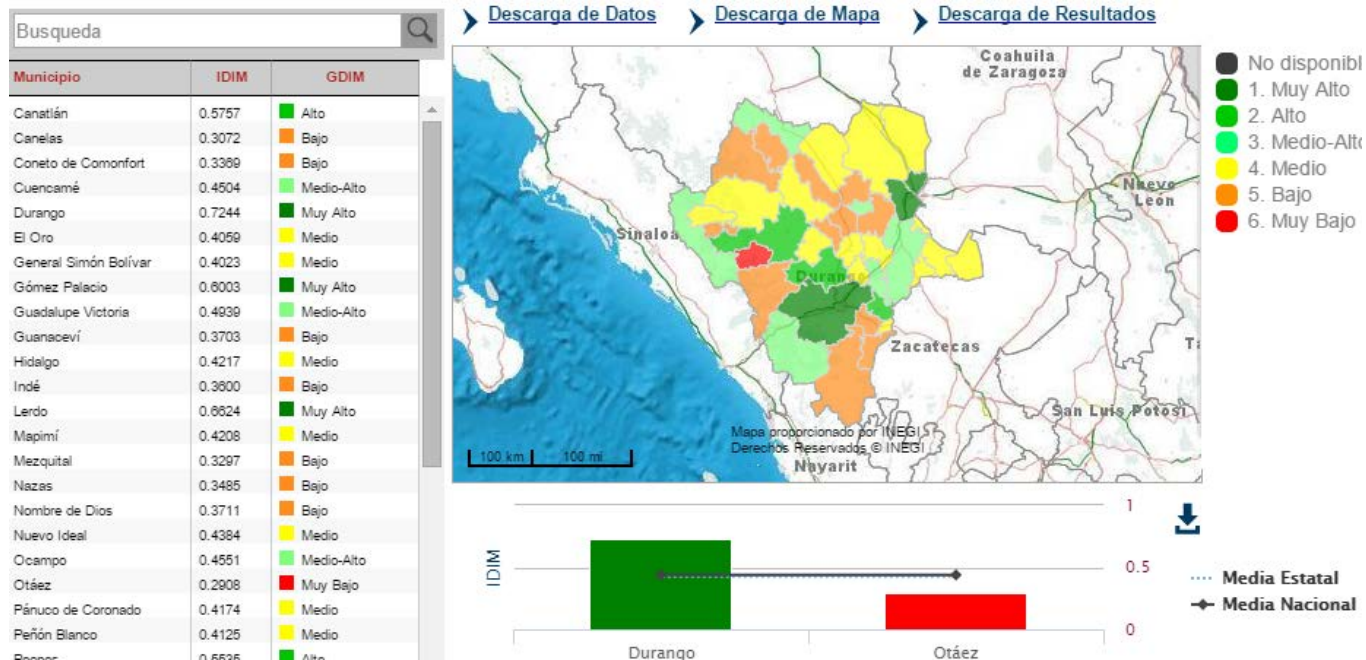 Busqueda
Descarga de Datos
Descarga de Mapa
Descarga de Resultados
Municipio IDIM GDIM
Canatlán 0.5757 Alto
Canelas 0.3072 Bajo
Coneto de Comonfort 0.3369 Bajo
Cuencamé 0.4504 Medio-Alto
Durango 0.7244 Muy Alto
El Oro 0.4059 Medio
General Simón Bolívar 0.4023 Medio
Gómez Palacio 0.6003 Muy Alto
Guadalupe Victoria 0.4939 Medio-Alto
Guanaceví 0.3703 Bajo
Hidalgo 0.4217 Medio
Indé 0.3600 Bajo
Lerdo 0.6624 Muy Alto
Mapimí 0.4208 Medio
Mezquital 0.3297 Bajo
Nazas 0.3485 Bajo
Nombre de Dios 0.3711 Bajo
Nuevo Ideal 0.4384 Medio
Ocampo 0.4551 Medio-Alto
Otáez 0.2908 Muy Bajo
Pánuco de Coronado 0.4174 Medio
Peñón Blanco 0.4125 Medio
Coahuila
de Zaragoza
Nuevo
León
Sinaloa
Durango
Zacatecas
San Luis Potosí
Nayarit
Mapa proporcionado por INEGI
Derechos Reservados © INEGI
100 km 100 mi
No disponibl
1. Muy Alto
2. Alto
3. Medio-Alto
4. Medio
5. Bajo
6. Muy Bajo
IDIM
1
0.5
0
Durango Otáez
Media Estatal
Media Nacional